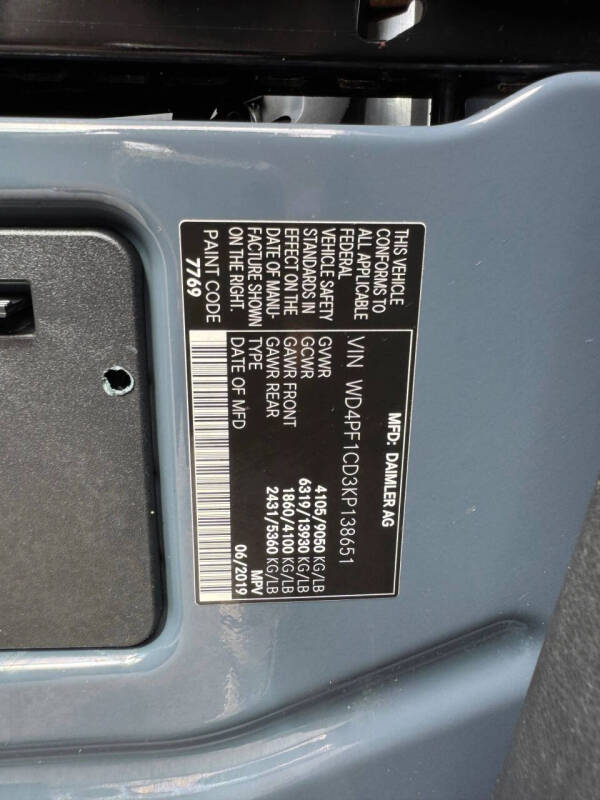 THIS VEHICLE
CONFORMS TO
ALL APPLICABLE
FEDERAL
VEHICLE SAFETY
STANDARDS IN
EFFECT ON THE
DATE OF MANU-
FACTURE SHOWN
ON THE RIGHT.
PAINT CODE
7769
MFD: DAIMLER AG
VIN WD4PF1CD3KP138651
GVWR 4105/9050 KG/LB
GCWR 6319/13930 KG/LB
GAWR FRONT 1860/4100 KG/LB
GAWR REAR 2431/5360 KG/LB
TYPE MPV
DATE OF MFD 06/2019